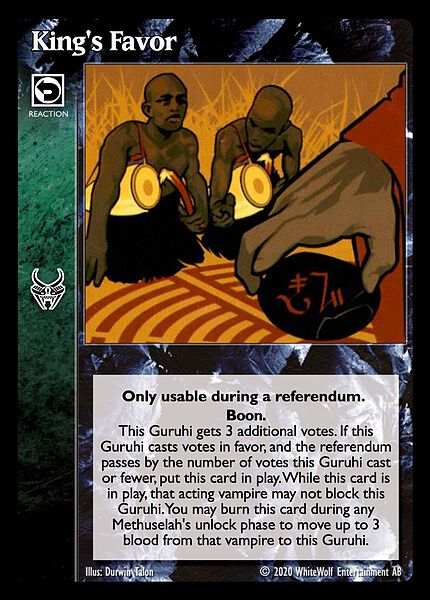 King's Favor
REACTION
Only usable during a referendum.
Boon.
This Guruhi gets 3 additional votes. If this
Guruhi casts votes in favor, and the referendum
passes by the number of votes this Guruhi cast
or fewer, put this card in play. While this card is
in play, that acting vampire may not block this
Guruhi. You may burn this card during any
Methuselah's unlock phase to move up to 3
blood from that vampire to this Guruhi.
Illus: Durwin Talon
© 2020 WhiteWolf Entertainment AB